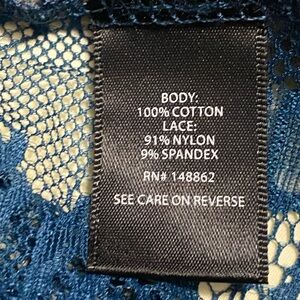 BODY:
100% COTTON
LACE:
91% NYLON
9% SPANDEX
RN# 148862
SEE CARE ON REVERSE